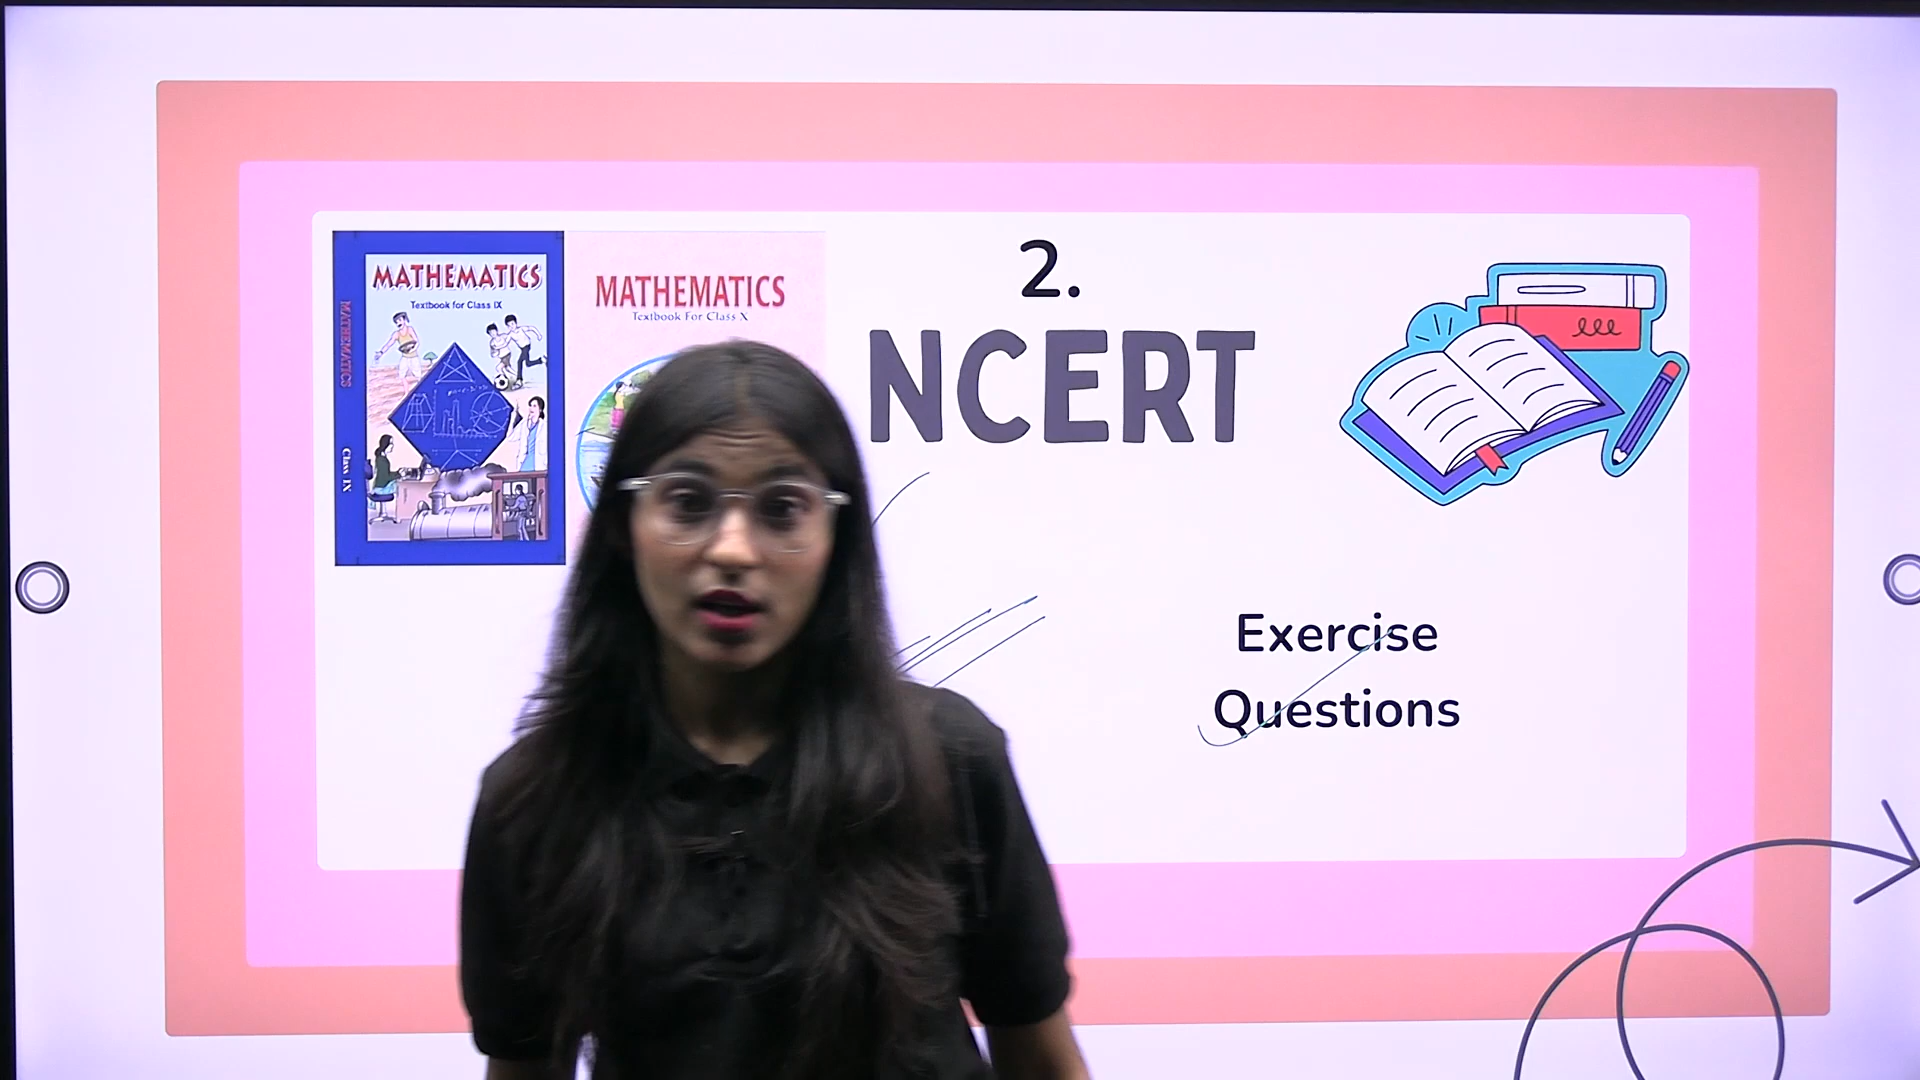 MATHEMATICS
Textbook for Class IX
MATHEMATICS
Class IX
MATHEMATICS
Textbook For Class X
2.
NCERT
Exercise
Questions